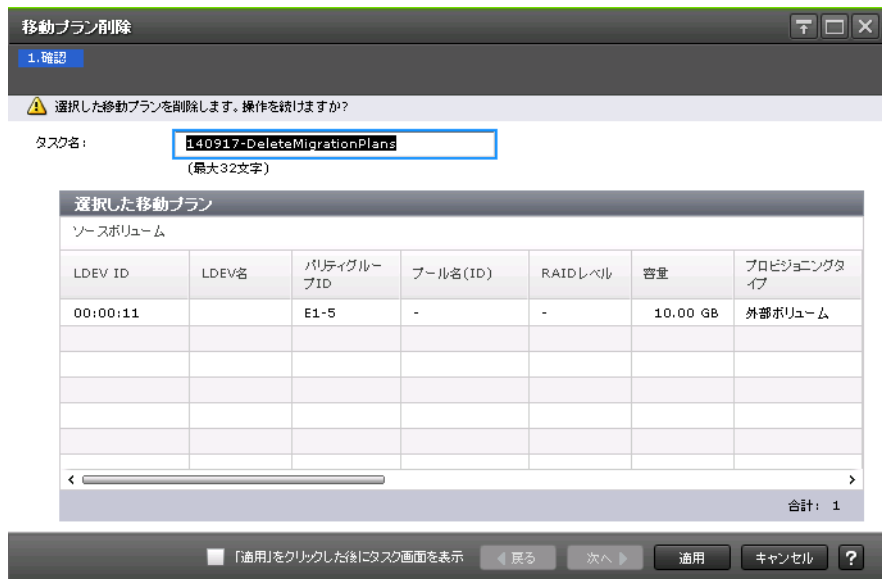 移動プラン削除
1.確認
選択した移動プランを削除します。操作を続けますか?
タスク名:
140917-DeleteMigrationPlans
(最大32文字)
選択した移動プラン
ソースボリューム
LDEV ID
LDEV名
パリティグルー
プID
プール名(ID)
RAIDレベル
容量
プロビジョニングタ
イプ
00:00:11
E1-5
-
-
10.00 GB
外部ボリューム
合計: 1
「適用」をクリックした後にタスク画面を表示
戻る
次へ
適用
キャンセル
?